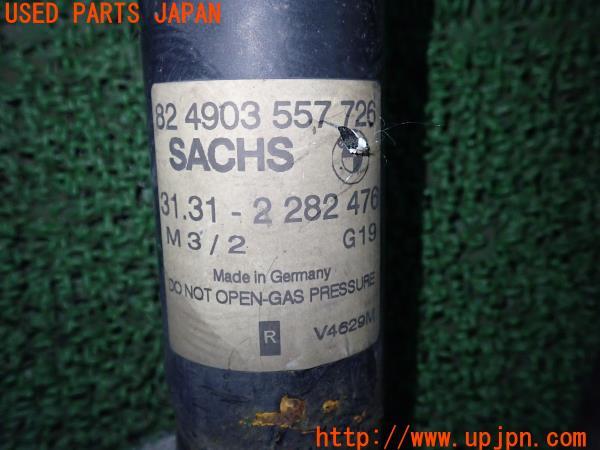 USED PARTS JAPAN
82 4903 557 726
SACHS
31.31 - 2 282 476
M 3 / 2 G19
Made in Germany
DO NOT OPEN-GAS PRESSURE
R V4629M
http://www.upjpn.com